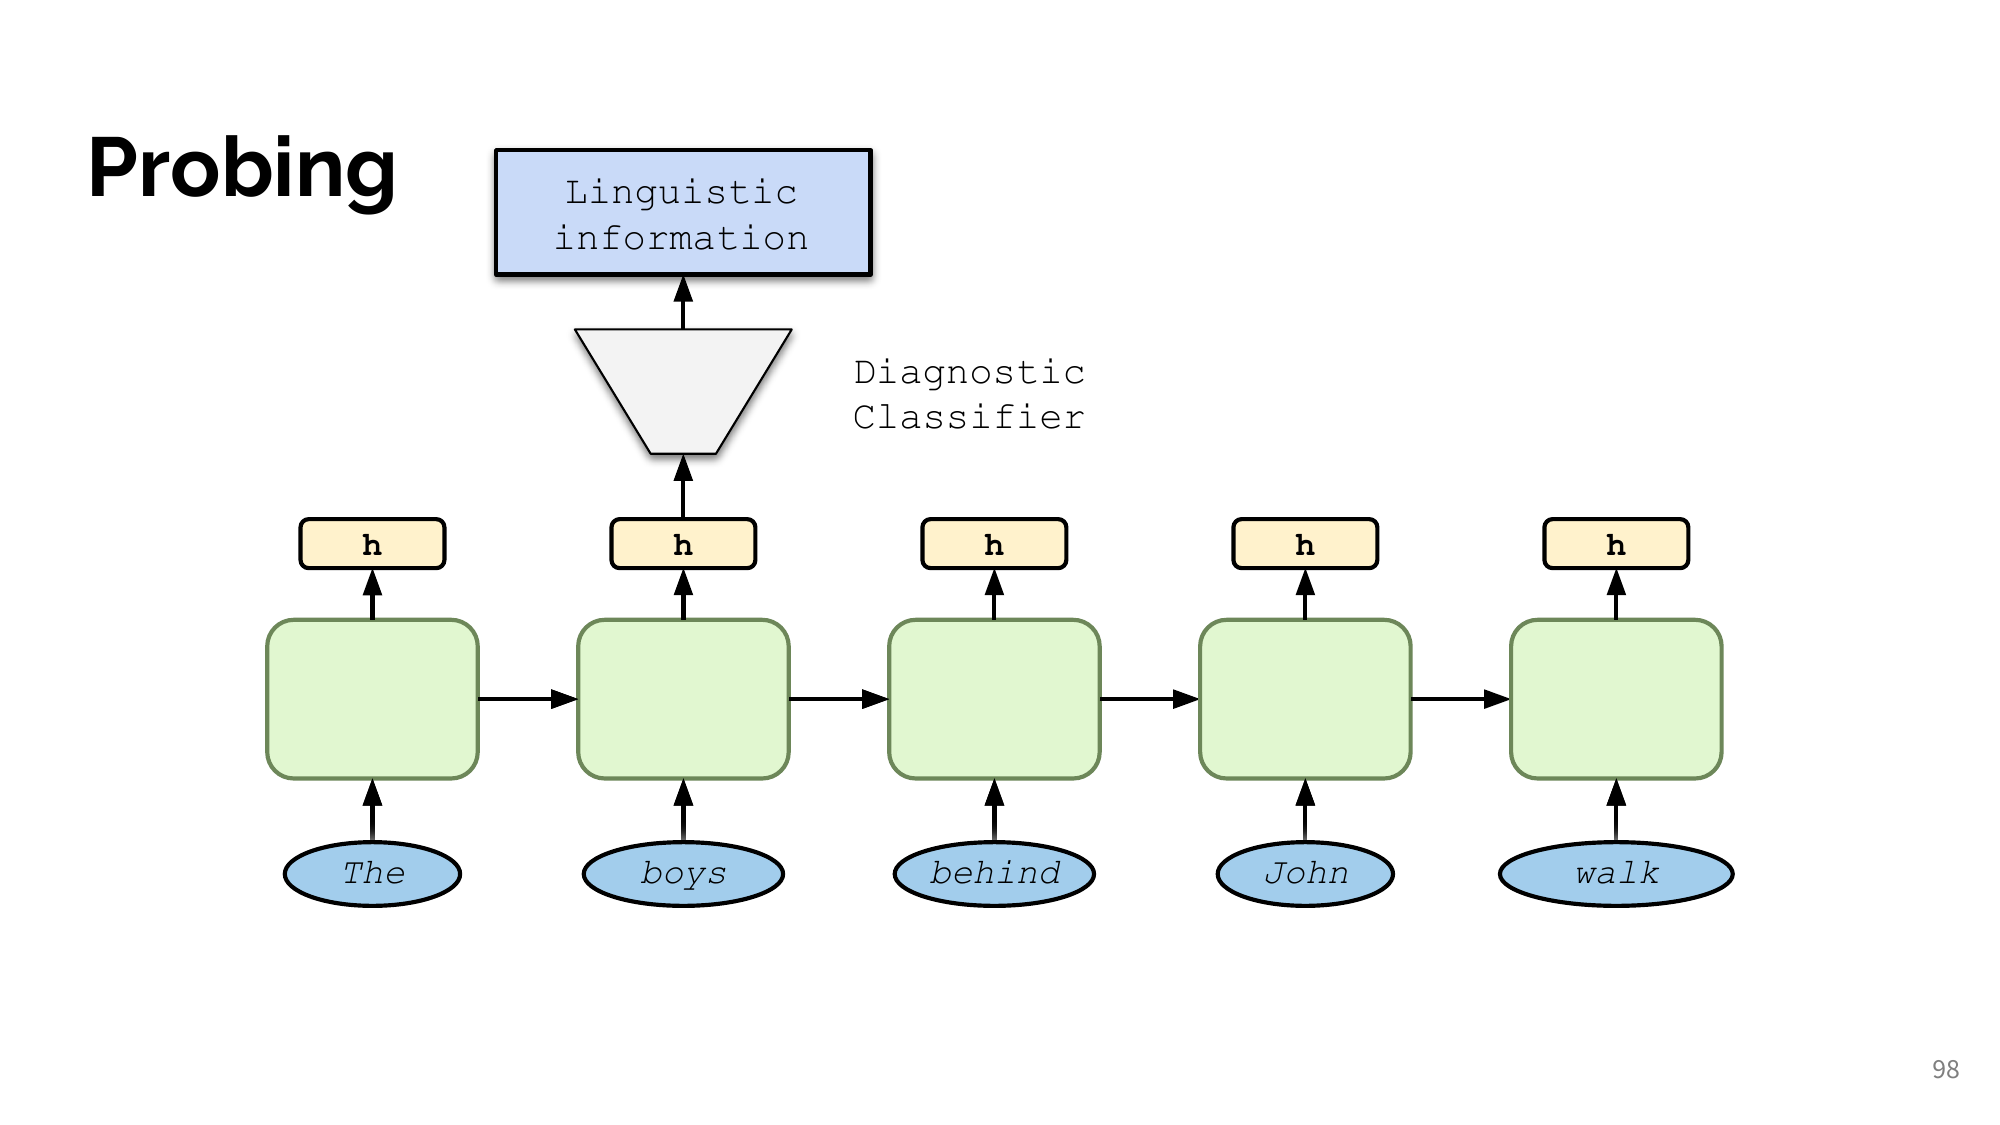 Probing
Linguistic
information
Diagnostic
Classifier
h h h h h
The boys behind John walk
98